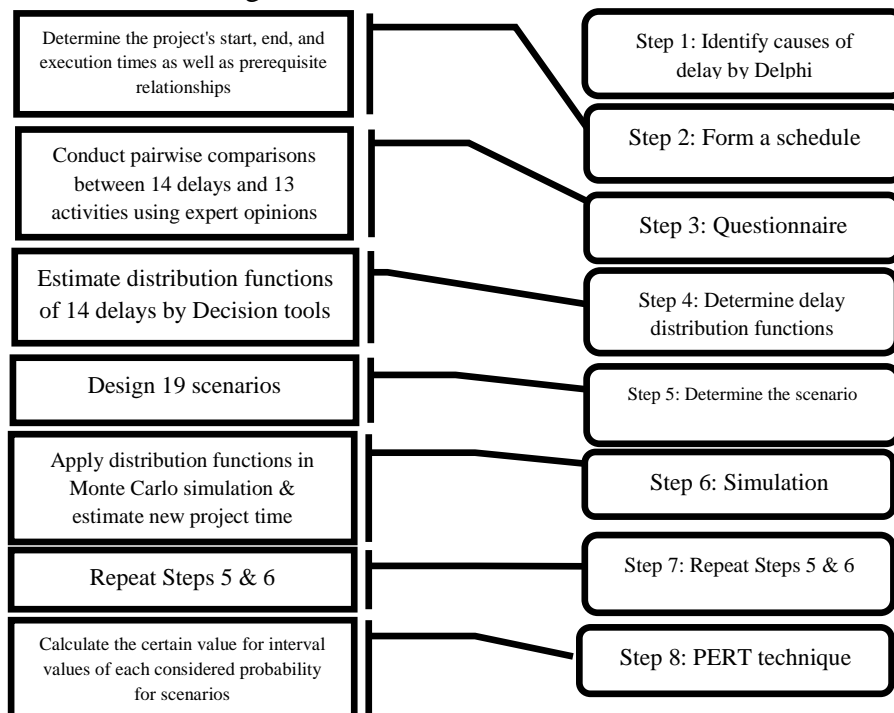 Determine the project's start, end, and
execution times as well as prerequisite
relationships
Step 1: Identify causes of
delay by Delphi
Step 2: Form a schedule
Conduct pairwise comparisons
between 14 delays and 13
activities using expert opinions
Step 3: Questionnaire
Estimate distribution functions
of 14 delays by Decision tools
Step 4: Determine delay
distribution functions
Design 19 scenarios
Step 5: Determine the scenario
Apply distribution functions in
Monte Carlo simulation &
estimate new project time
Step 6: Simulation
Repeat Steps 5 & 6
Step 7: Repeat Steps 5 & 6
Calculate the certain value for interval
values of each considered probability
for scenarios
Step 8: PERT technique